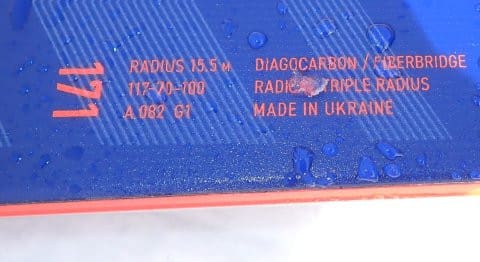 171
RADIUS 15.5 M
117-70-100
A 082 G1
DIAGOCARBON / FIBERBRIDGE
TRIPLE RADIUS
MADE IN UKRAINE